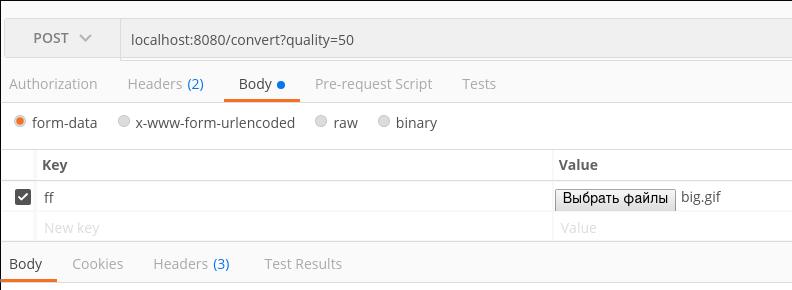 POST localhost:8080/convert?quality=50
Authorization Headers (2) Body Pre-request Script Tests
form-data x-www-form-urlencoded raw binary
Key Value
ff Выбрать файлы big.gif
New key Value
Body Cookies Headers (3) Test Results